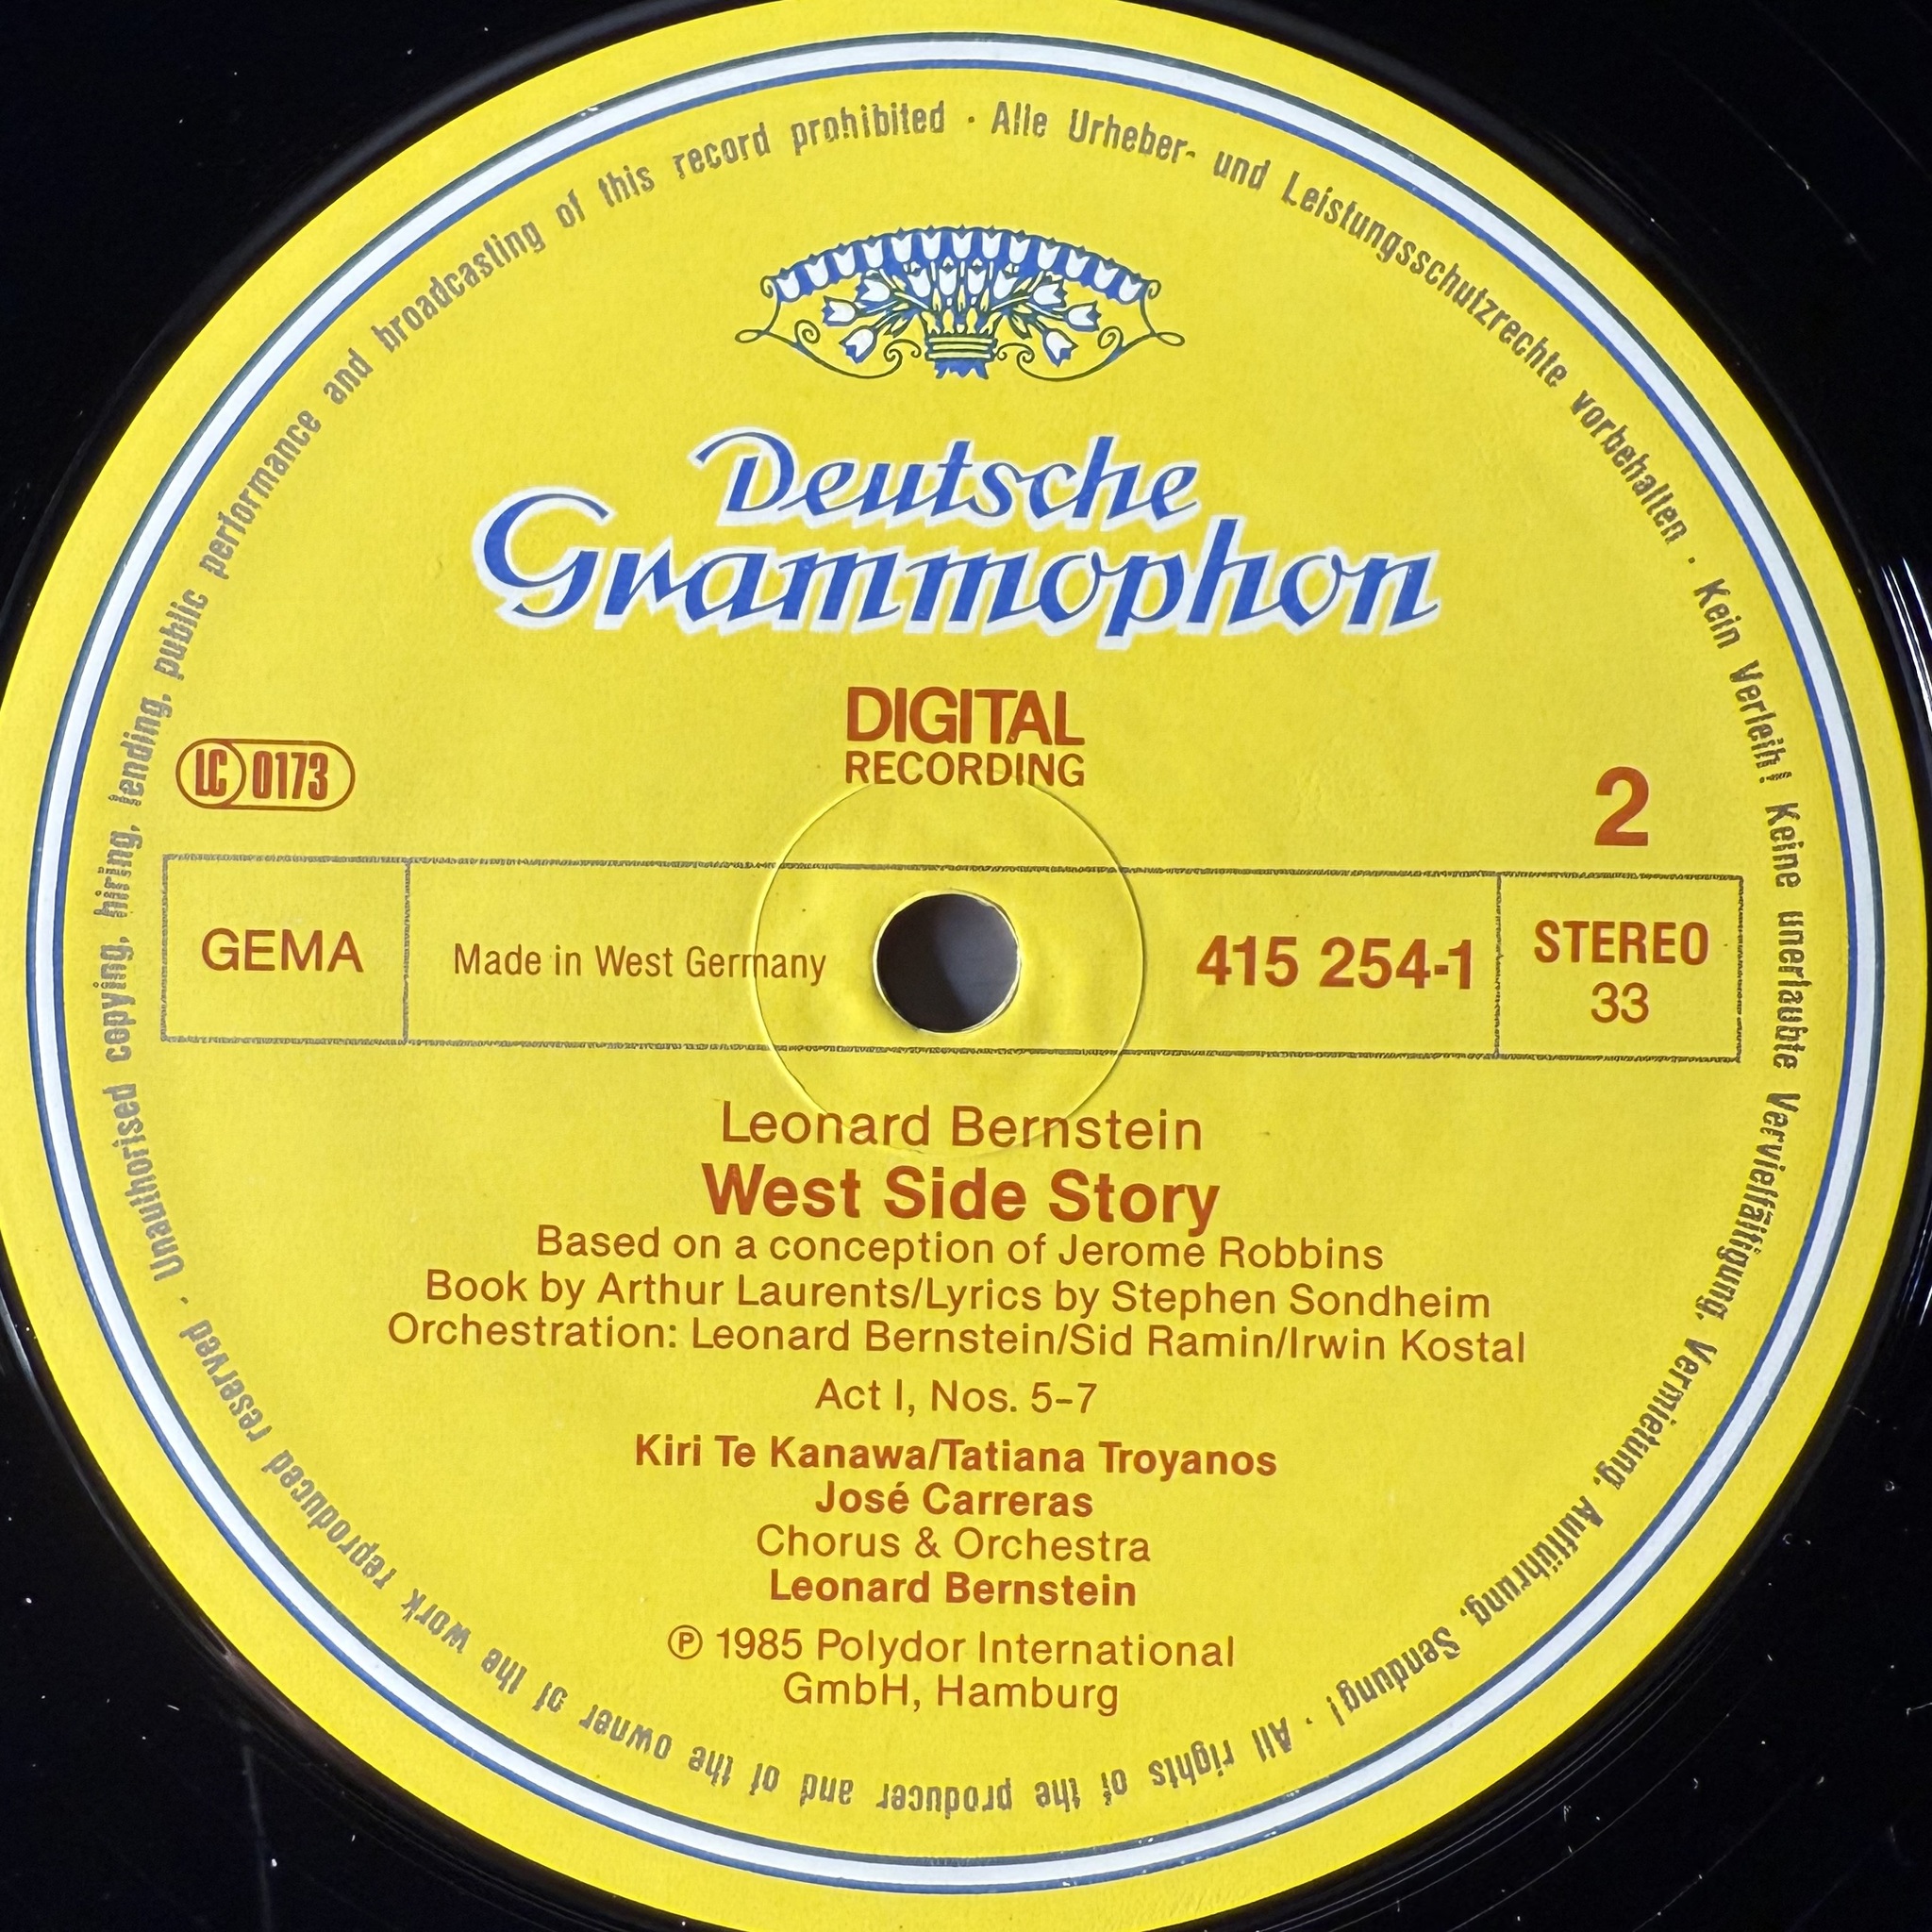 Deutsche
Grammophon
DIGITAL
RECORDING
LC 0173
2
GEMA
Made in West Germany
415 254-1
STEREO
33
Leonard Bernstein
West Side Story
Based on a conception of Jerome Robbins
Book by Arthur Laurents/Lyrics by Stephen Sondheim
Orchestration: Leonard Bernstein/Sid Ramin/Irwin Kostal
Act I, Nos. 5–7
Kiri Te Kanawa/Tatiana Troyanos
José Carreras
Chorus & Orchestra
Leonard Bernstein
℗ 1985 Polydor International
GmbH, Hamburg
Alle Urheber- und Leistungsschutzrechte vorbehalten · Kein Verleih! Keine unerlaubte Vervielfältigung, Vermietung, Aufführung, Sendung! · All rights of the producer and of the owner of the work reproduced reserved · Unauthorised copying, hiring, lending, public performance and broadcasting of this record prohibited ·